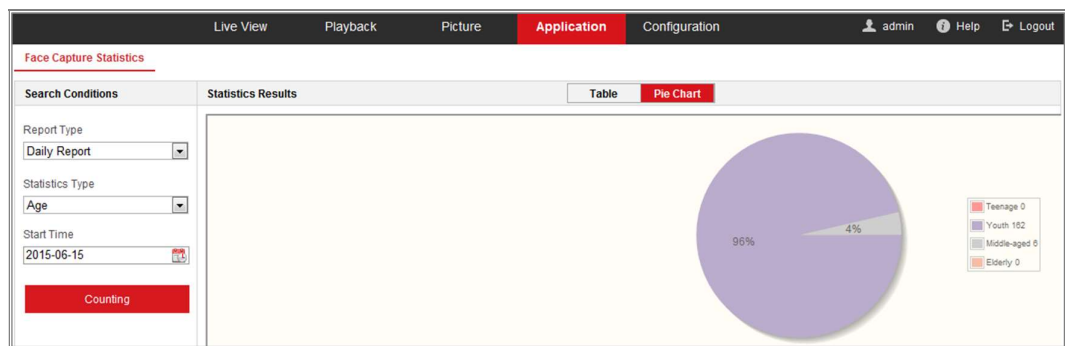 Live View Playback Picture Application Configuration admin Help Logout
Face Capture Statistics
Search Conditions
Report Type
Daily Report
Statistics Type
Age
Start Time
2015-06-15
Counting
Statistics Results
Table Pie Chart
96%
4%
Teenage 0
Youth 162
Middle-aged 6
Elderly 0